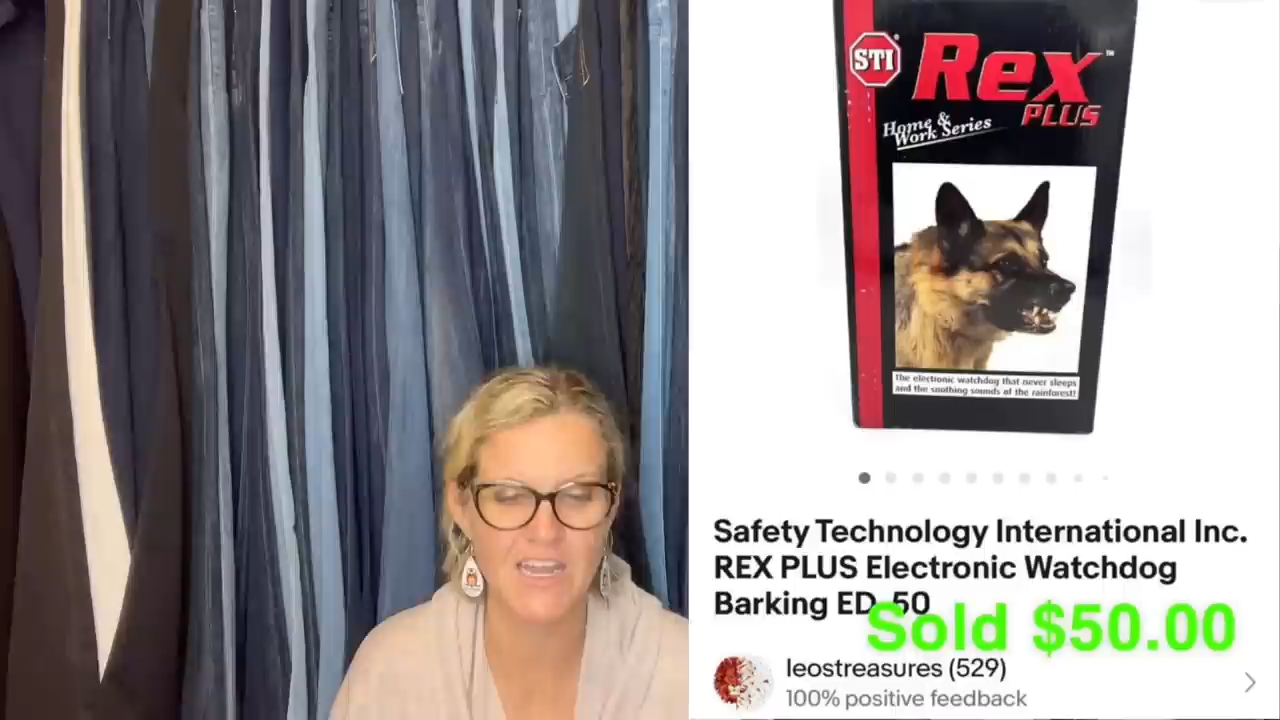 STI
Rex™
PLUS
Home &
Work Series
The electronic watchdog that never sleeps
and the soothing sounds of the rainforest!
Safety Technology International Inc.
REX PLUS Electronic Watchdog
Barking ED-50
Sold $50.00
leostreasures (529)
100% positive feedback